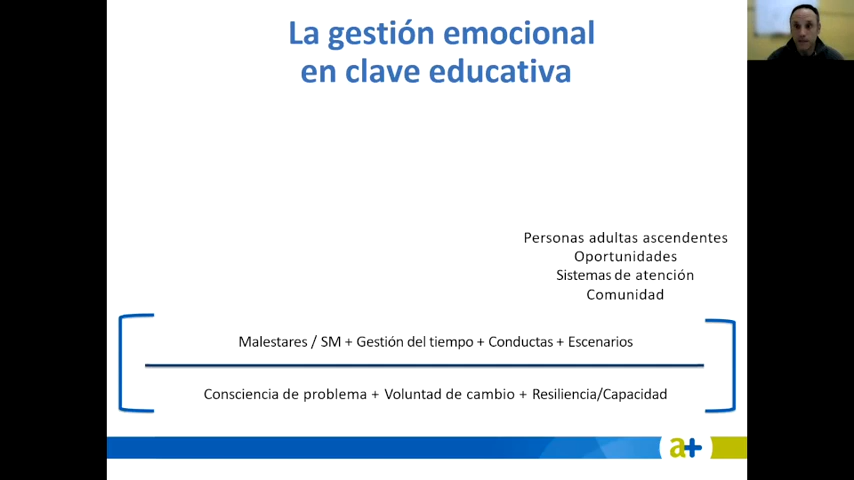 La gestión emocional
en clave educativa
Personas adultas ascendentes
Oportunidades
Sistemas de atención
Comunidad
Malestares / SM + Gestión del tiempo + Conductas + Escenarios
Consciencia de problema + Voluntad de cambio + Resiliencia/Capacidad
a+